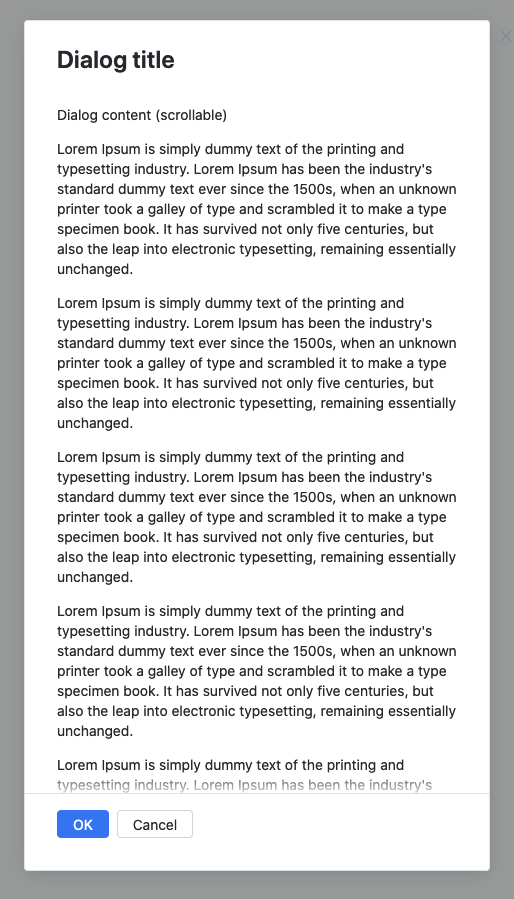 Dialog title
Dialog content (scrollable)
Lorem Ipsum is simply dummy text of the printing and
typesetting industry. Lorem Ipsum has been the industry's
standard dummy text ever since the 1500s, when an unknown
printer took a galley of type and scrambled it to make a type
specimen book. It has survived not only five centuries, but
also the leap into electronic typesetting, remaining essentially
unchanged.
Lorem Ipsum is simply dummy text of the printing and
typesetting industry. Lorem Ipsum has been the industry's
standard dummy text ever since the 1500s, when an unknown
printer took a galley of type and scrambled it to make a type
specimen book. It has survived not only five centuries, but
also the leap into electronic typesetting, remaining essentially
unchanged.
Lorem Ipsum is simply dummy text of the printing and
typesetting industry. Lorem Ipsum has been the industry's
standard dummy text ever since the 1500s, when an unknown
printer took a galley of type and scrambled it to make a type
specimen book. It has survived not only five centuries, but
also the leap into electronic typesetting, remaining essentially
unchanged.
Lorem Ipsum is simply dummy text of the printing and
typesetting industry. Lorem Ipsum has been the industry's
standard dummy text ever since the 1500s, when an unknown
printer took a galley of type and scrambled it to make a type
specimen book. It has survived not only five centuries, but
also the leap into electronic typesetting, remaining essentially
unchanged.
Lorem Ipsum is simply dummy text of the printing and
typesetting industry. Lorem Ipsum has been the industry's
OK Cancel